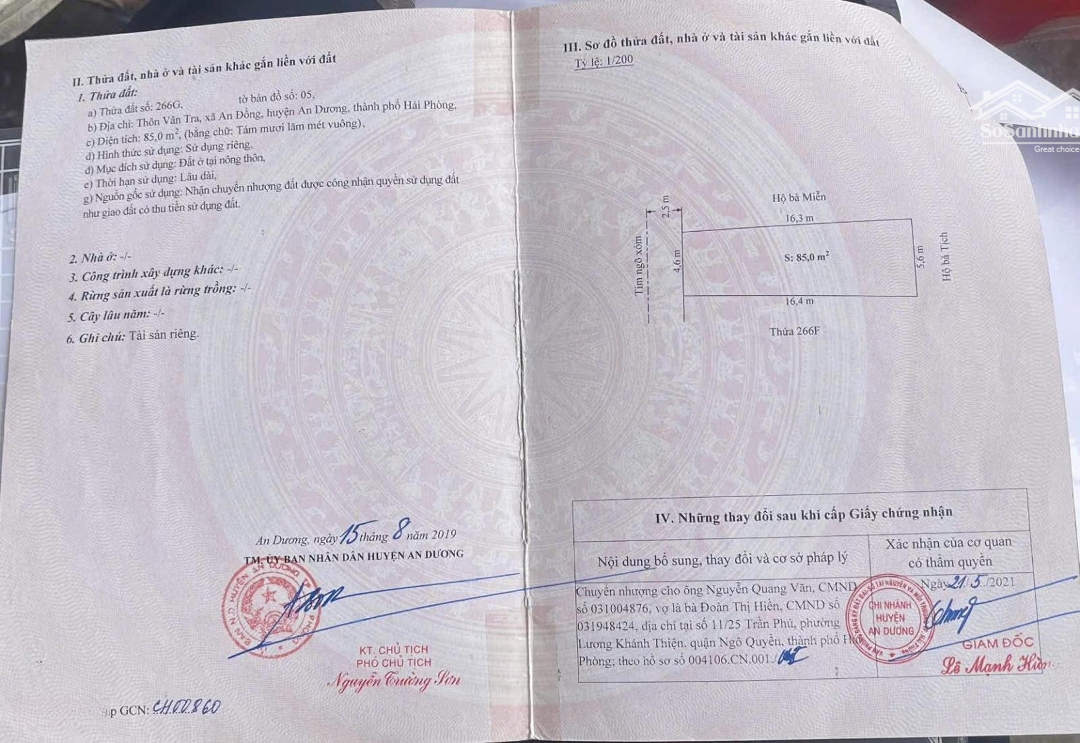 II. Thửa đất, nhà ở và tài sản khác gắn liền với đất
1. Thửa đất:
a) Thửa đất số: 266G, tờ bản đồ số: 05,
b) Địa chỉ: Thôn Văn Tra, xã An Đồng, huyện An Dương, thành phố Hải Phòng,
c) Diện tích: 85,0 m², (bằng chữ: Tám mươi lăm mét vuông),
d) Hình thức sử dụng: Sử dụng riêng,
đ) Mục đích sử dụng: Đất ở tại nông thôn,
e) Thời hạn sử dụng: Lâu dài,
g) Nguồn gốc sử dụng: Nhận chuyển nhượng đất được công nhận quyền sử dụng đất
như giao đất có thu tiền sử dụng đất.
2. Nhà ở: -/-
3. Công trình xây dựng khác: -/-
4. Rừng sản xuất là rừng trồng: -/-
5. Cây lâu năm: -/-
6. Ghi chú: Tài sản riêng.
An Dương, ngày 15 tháng 8 năm 2019
TM. ỦY BAN NHÂN DÂN HUYỆN AN DƯƠNG
KT. CHỦ TỊCH
PHÓ CHỦ TỊCH
Nguyễn Trường Sơn
GCN: CH00860
III. Sơ đồ thửa đất, nhà ở và tài sản khác gắn liền với đất
Tỷ lệ: 1/200
SoSanhnha
Great choice
Hộ bà Miễn
16,3 m
2,5 m
Tim ngõ xóm
4,6 m
S: 85,0 m²
5,6 m
Hộ bà Tịch
16,4 m
Thửa 266F
IV. Những thay đổi sau khi cấp Giấy chứng nhận
Nội dung bổ sung, thay đổi và cơ sở pháp lý
Xác nhận của cơ quan
có thẩm quyền
Chuyển nhượng cho ông Nguyễn Quang Văn, CMND
số 031004876, vợ là bà Đoàn Thị Hiền, CMND số
031948424, địa chỉ tại số 11/25 Trần Phú, phường
Lương Khánh Thiện, quận Ngô Quyền, thành phố Hải
Phòng; theo hồ sơ số 004106.CN.001.
Ngày 21/5/2021
CHI NHÁNH
HUYỆN
AN DƯƠNG
GIÁM ĐỐC
Lê Mạnh Hùng